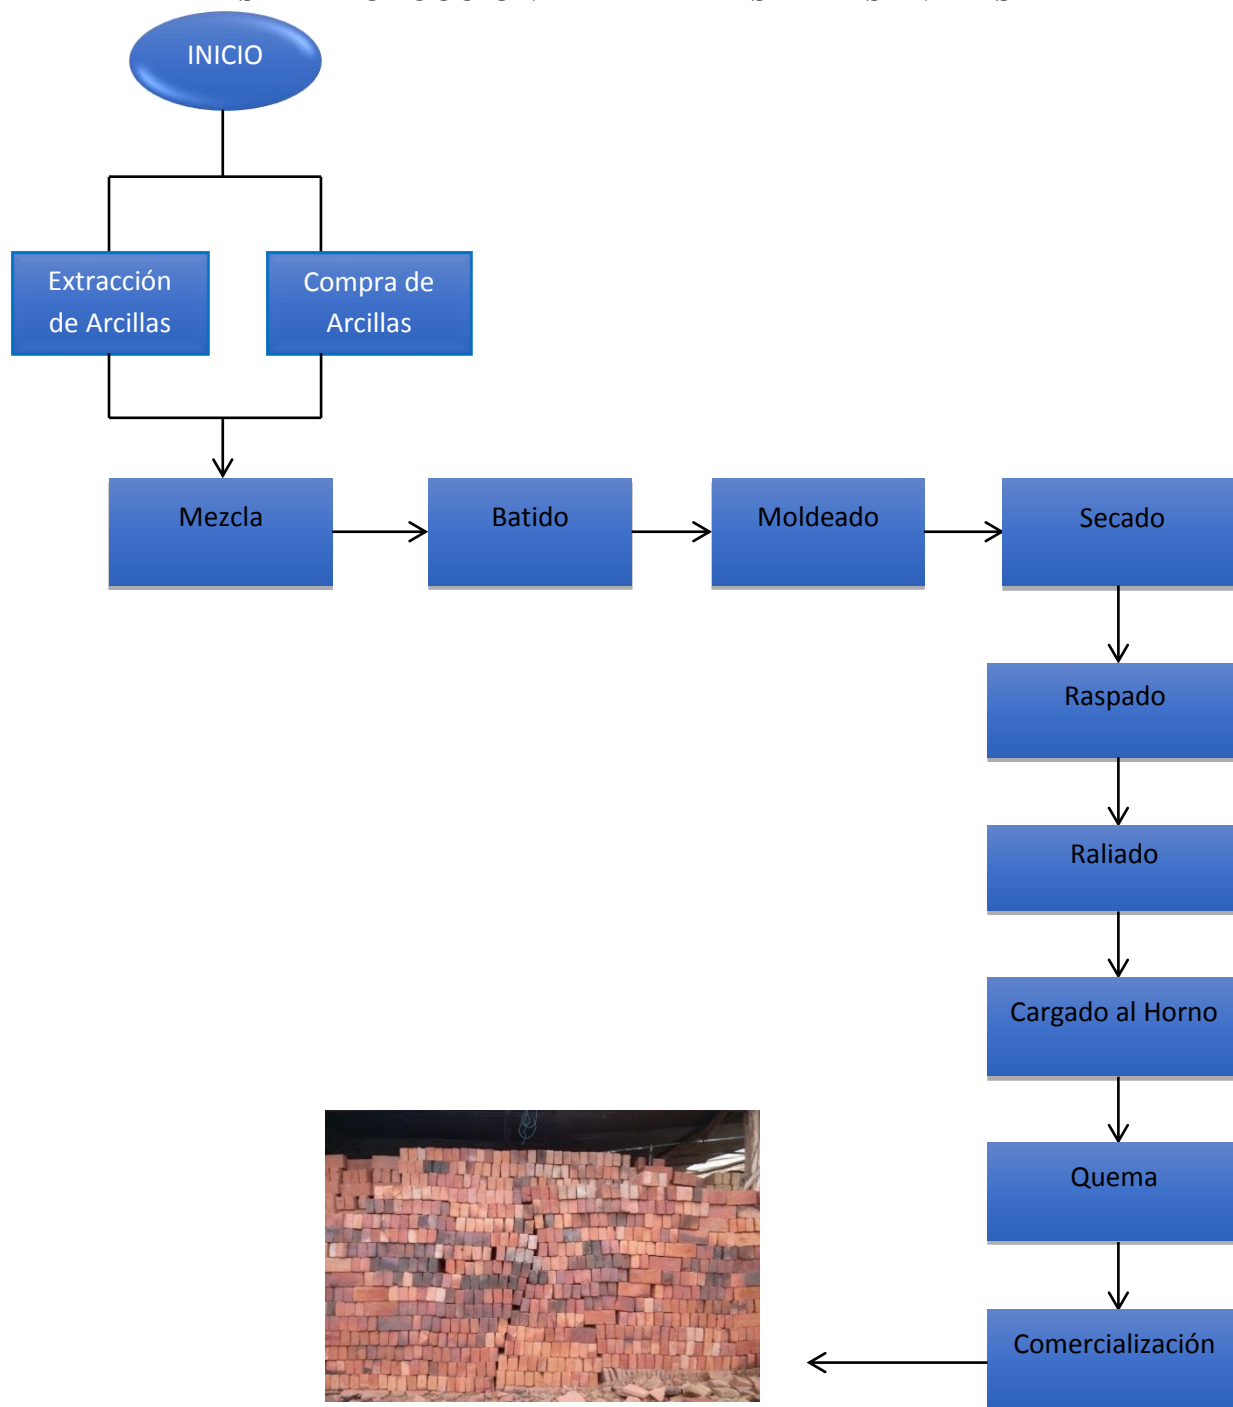 INICIO
Extracción
de Arcillas
Compra de
Arcillas
Mezcla
Batido
Moldeado
Secado
Raspado
Raliado
Cargado al Horno
Quema
Comercialización